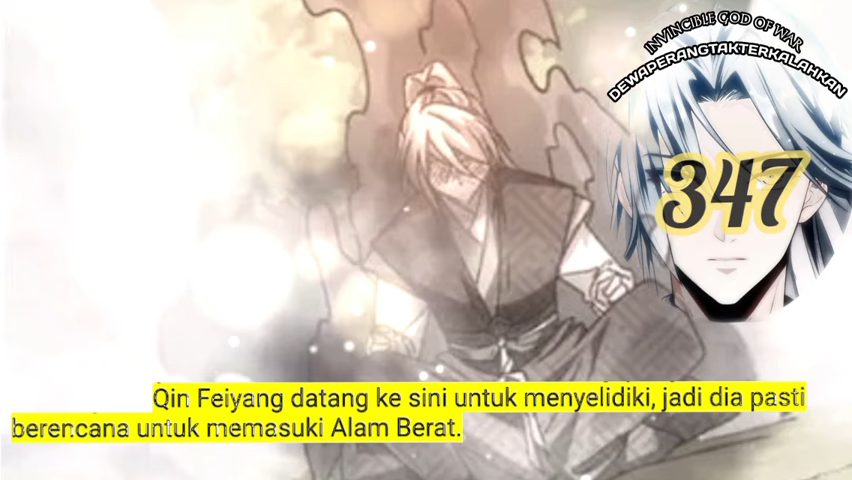 INVINCIBLE GOD OF WAR
DEWAPERANGTAKTERKALAHKAN
347
Qin Feiyang datang ke sini untuk menyelidiki, jadi dia pasti
berencana untuk memasuki Alam Berat.